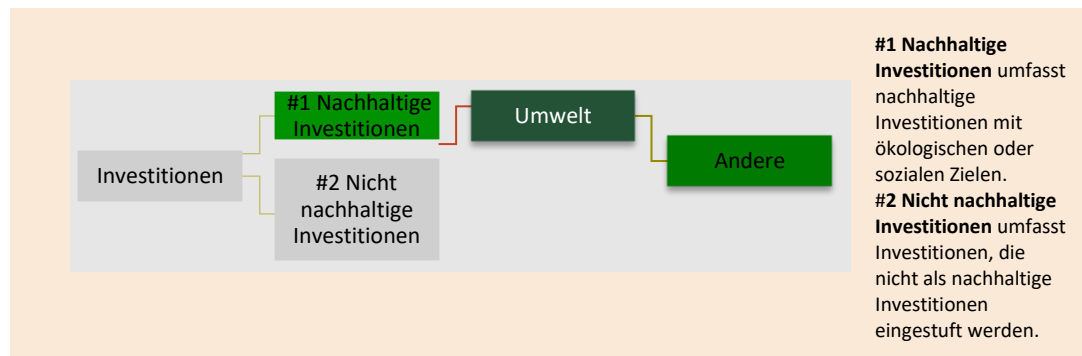 Investitionen
#1 Nachhaltige
Investitionen
#2 Nicht
nachhaltige
Investitionen
Umwelt
Andere
#1 Nachhaltige
Investitionen umfasst
nachhaltige
Investitionen mit
ökologischen oder
sozialen Zielen.
#2 Nicht nachhaltige
Investitionen umfasst
Investitionen, die
nicht als nachhaltige
Investitionen
eingestuft werden.